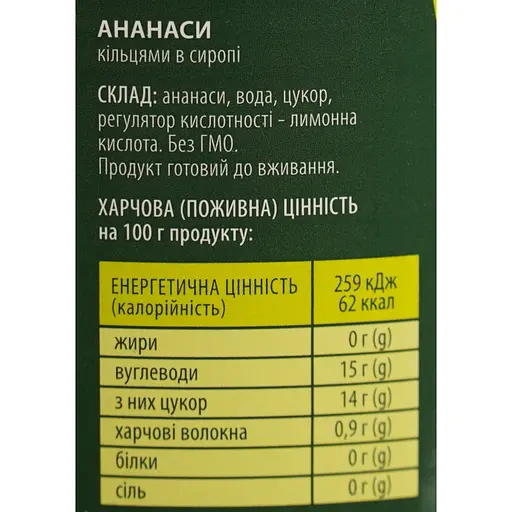 АНАНАСИ
кільцями в сиропі
СКЛАД: ананаси, вода, цукор,
регулятор кислотності - лимонна
кислота. Без ГМО.
Продукт готовий до вживання.
ХАРЧОВА (ПОЖИВНА) ЦІННІСТЬ
на 100 г продукту:
ЕНЕРГЕТИЧНА ЦІННІСТЬ 259 кДж
(калорійність) 62 ккал
жири 0 г (g)
вуглеводи 15 г (g)
з них цукор 14 г (g)
харчові волокна 0,9 г (g)
білки 0 г (g)
сіль 0 г (g)